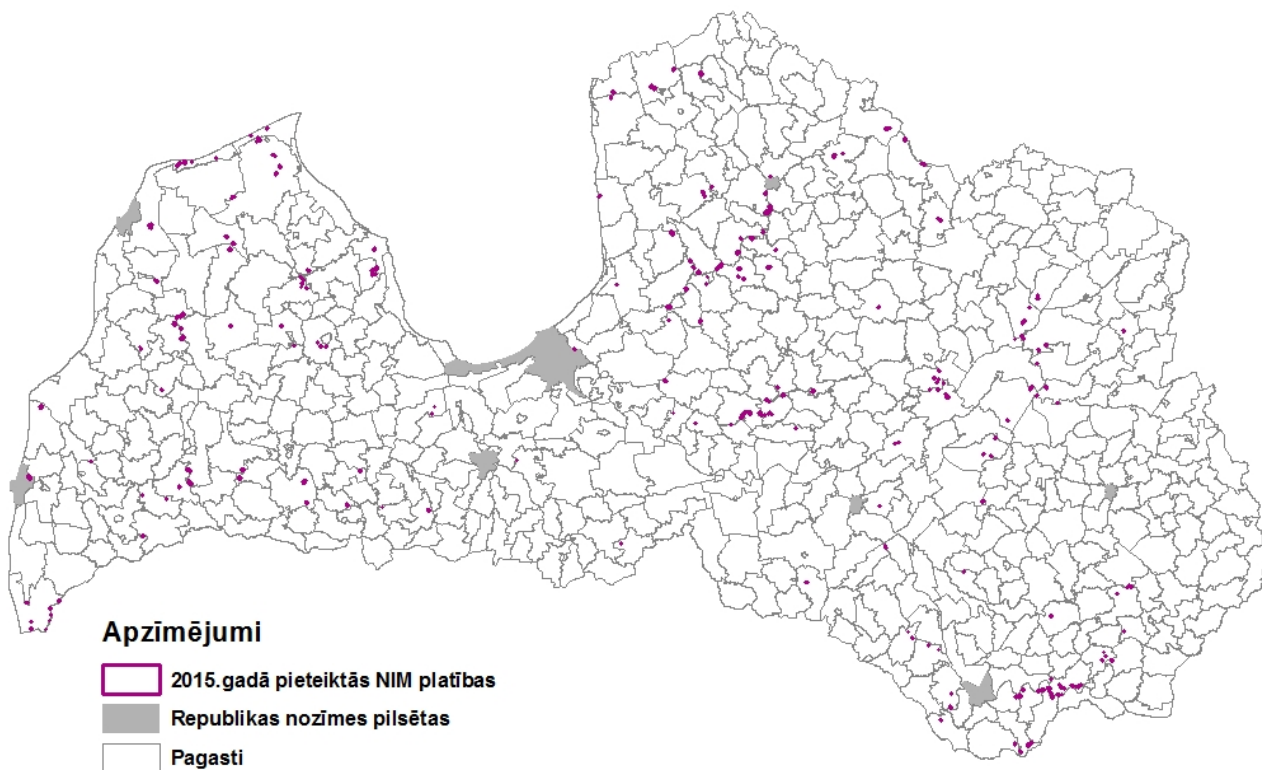 Apzīmējumi
2015.gadā pieteiktās NIM platības
Republikas nozīmes pilsētas
Pagasti